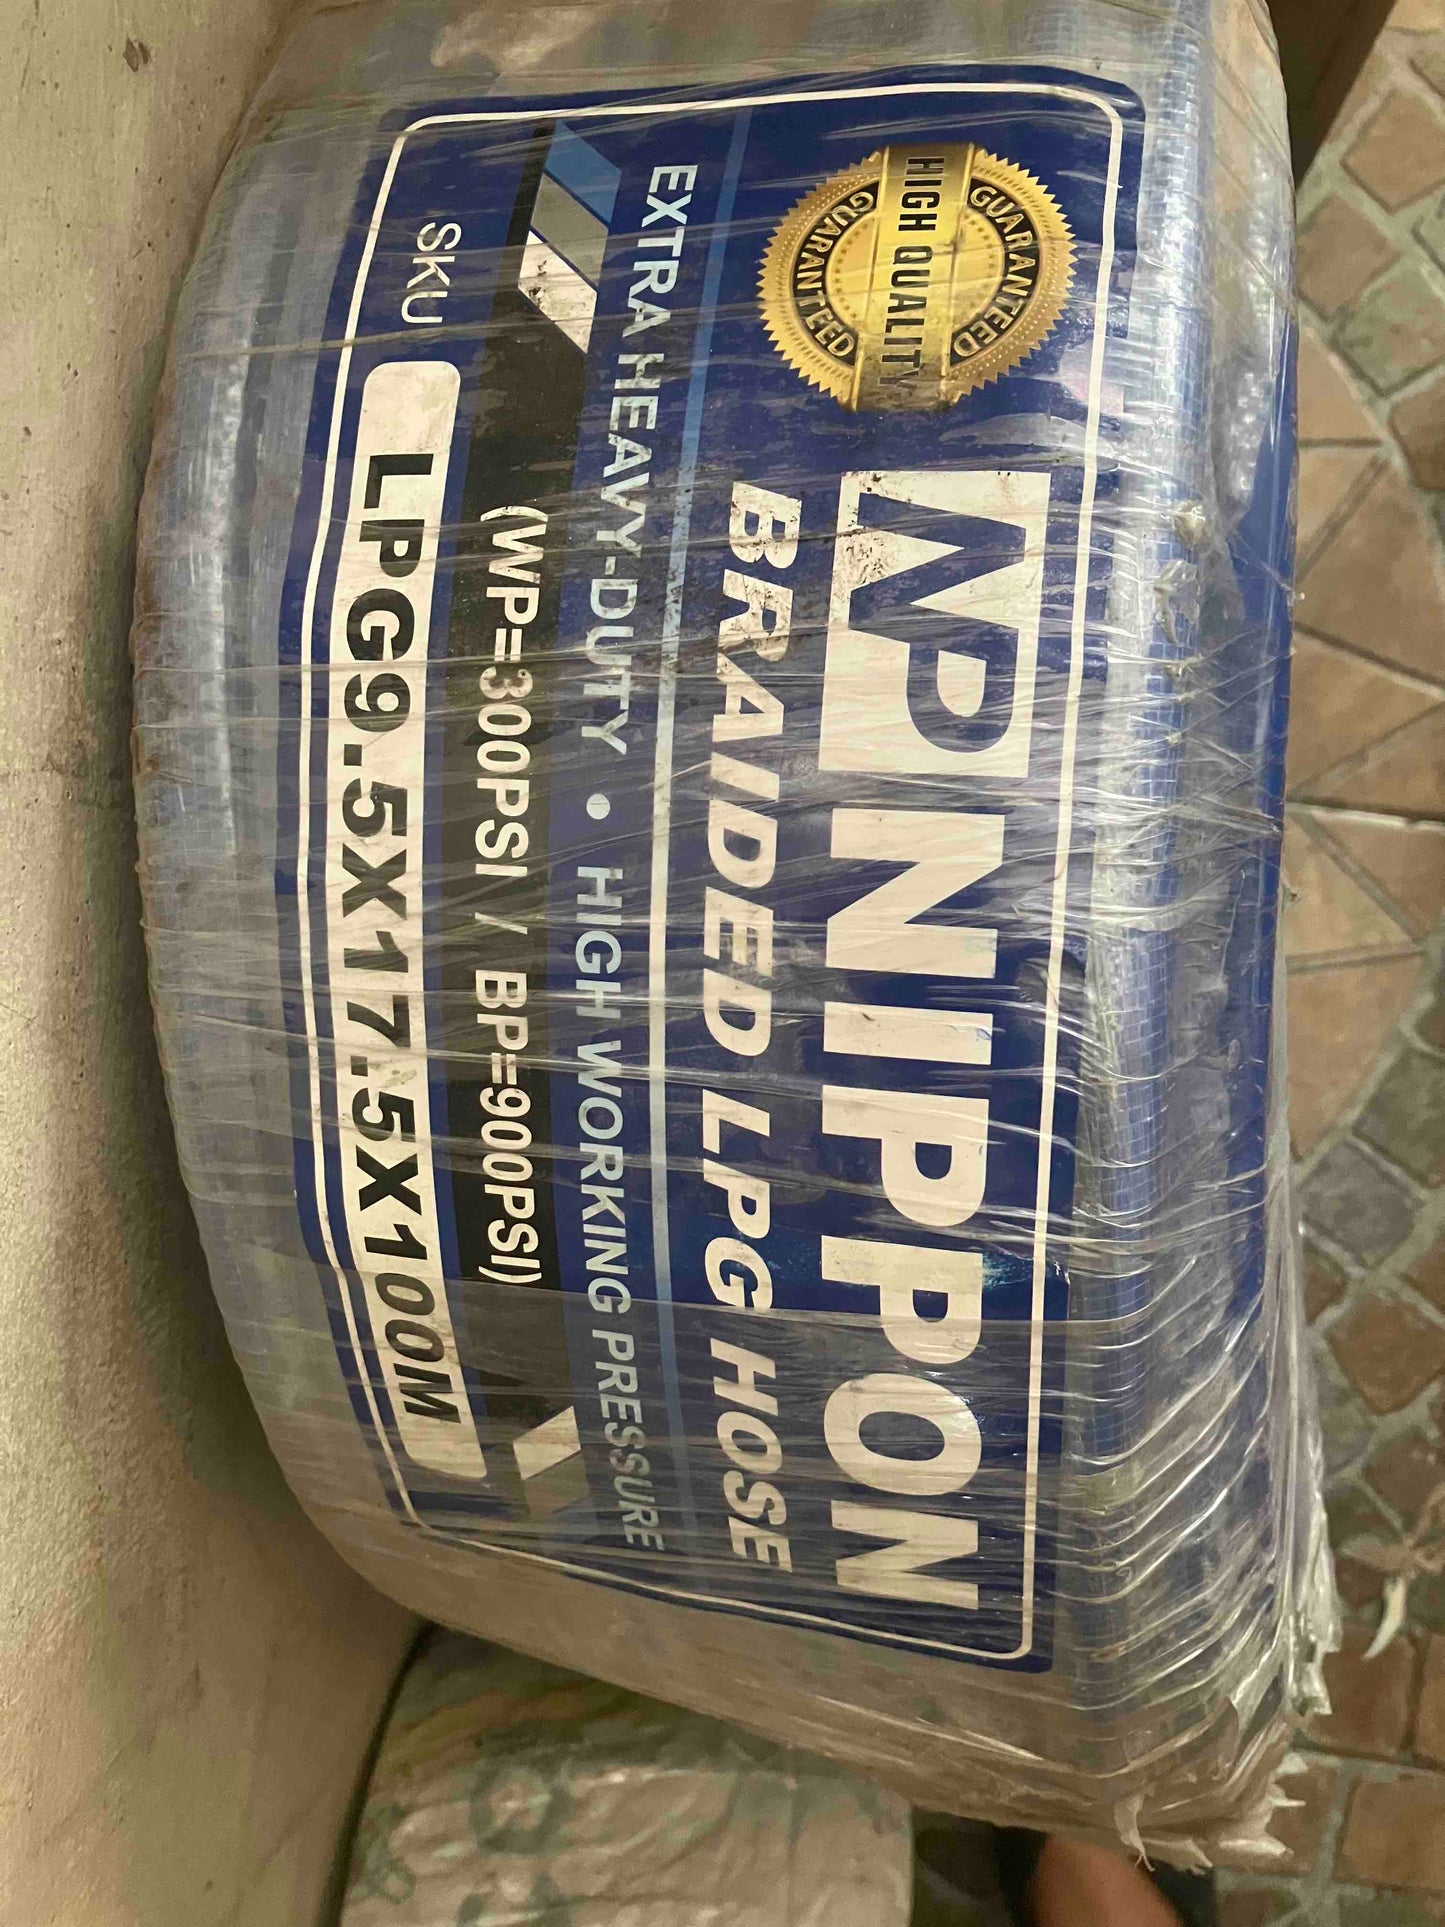 GUARANTEED
HIGH QUALITY
GUARANTEED
NP NIPPON
BRAIDED LPG HOSE
EXTRA HEAVY-DUTY • HIGH WORKING PRESSURE
(WP=300PSI / BP=900PSI)
SKU LPG9.5X17.5X100M